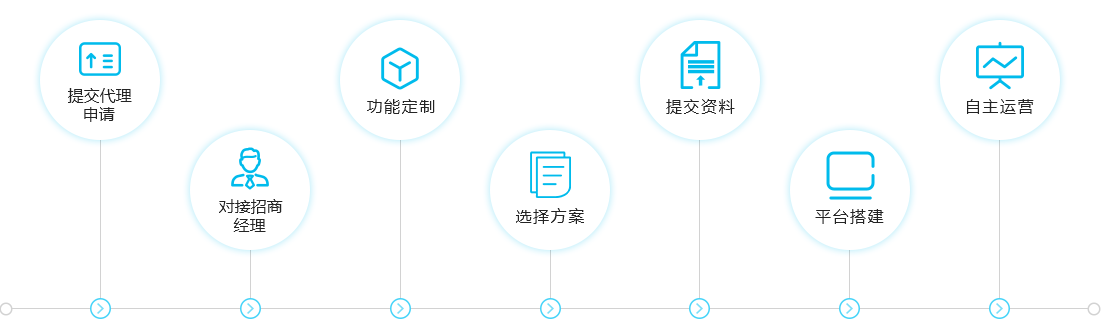 提交代理
申请
对接招商
经理
功能定制
选择方案
提交资料
平台搭建
自主运营